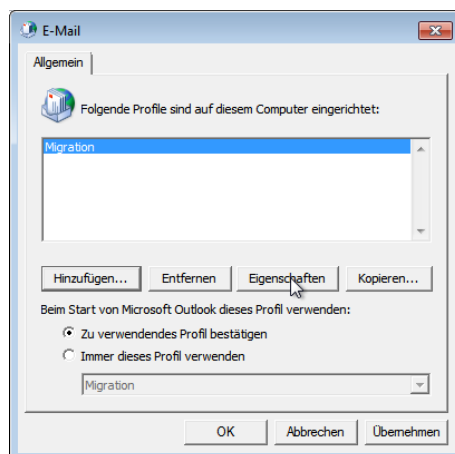 E-Mail
Allgemein
Folgende Profile sind auf diesem Computer eingerichtet:
Migration
Hinzufügen... Entfernen Eigenschaften Kopieren...
Beim Start von Microsoft Outlook dieses Profil verwenden:
Zu verwendendes Profil bestätigen
Immer dieses Profil verwenden
Migration
OK Abbrechen Übernehmen